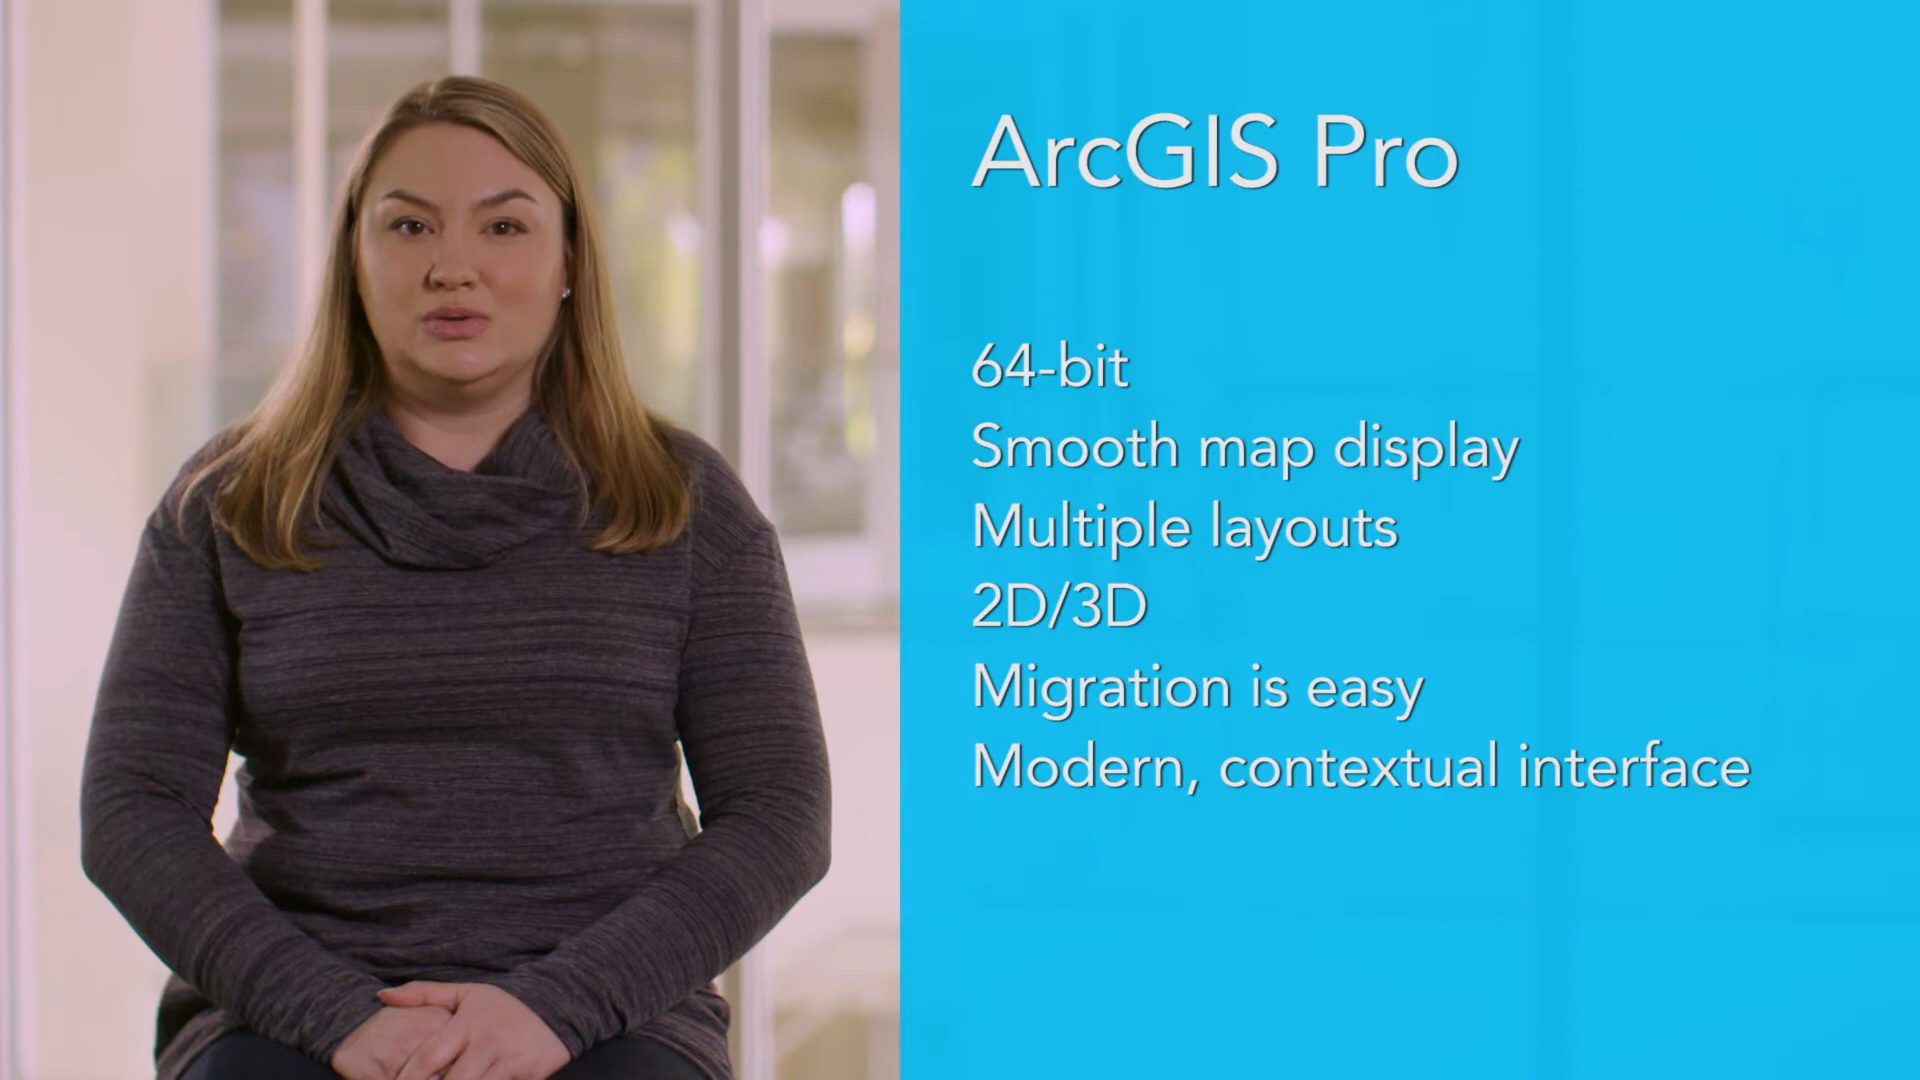 ArcGIS Pro
64-bit
Smooth map display
Multiple layouts
2D/3D
Migration is easy
Modern, contextual interface